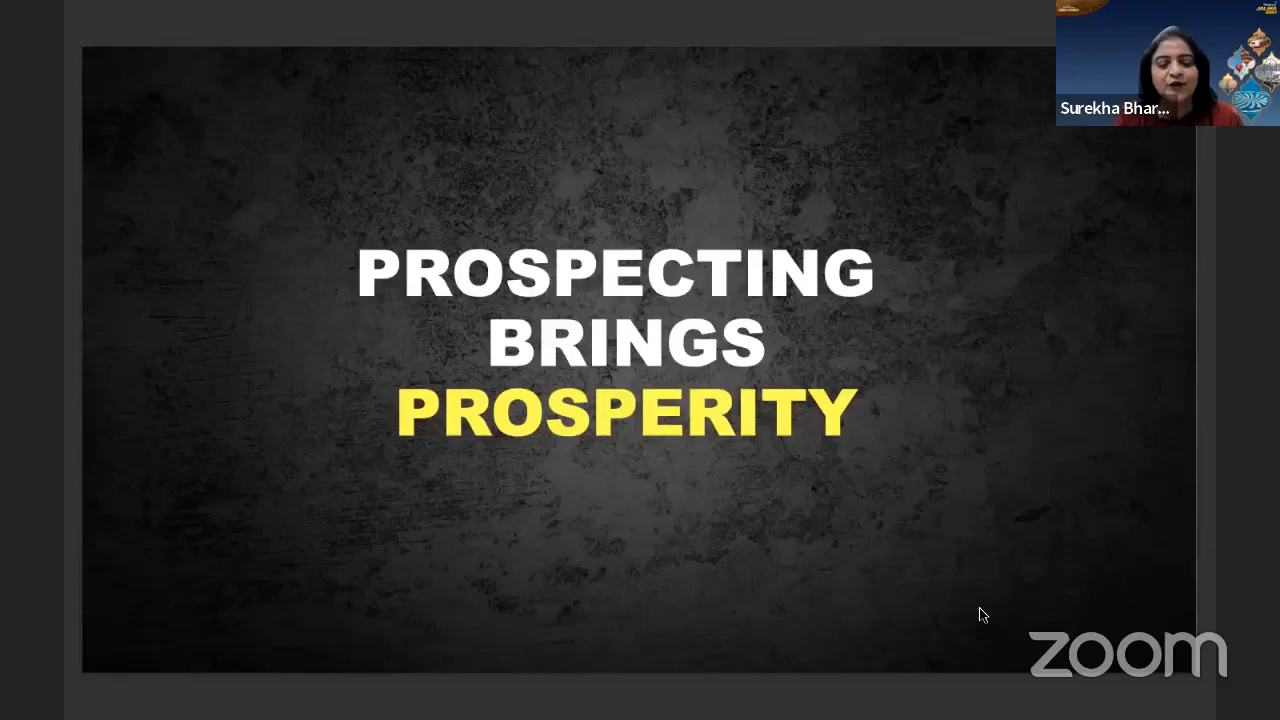 PROSPECTING
BRINGS
PROSPERITY
Surekha Bhar...
zoom